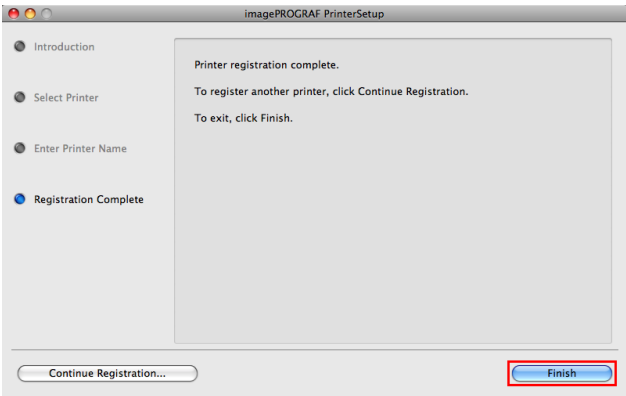 imagePROGRAF PrinterSetup
Introduction
Select Printer
Enter Printer Name
Registration Complete
Printer registration complete.
To register another printer, click Continue Registration.
To exit, click Finish.
Continue Registration...
Finish